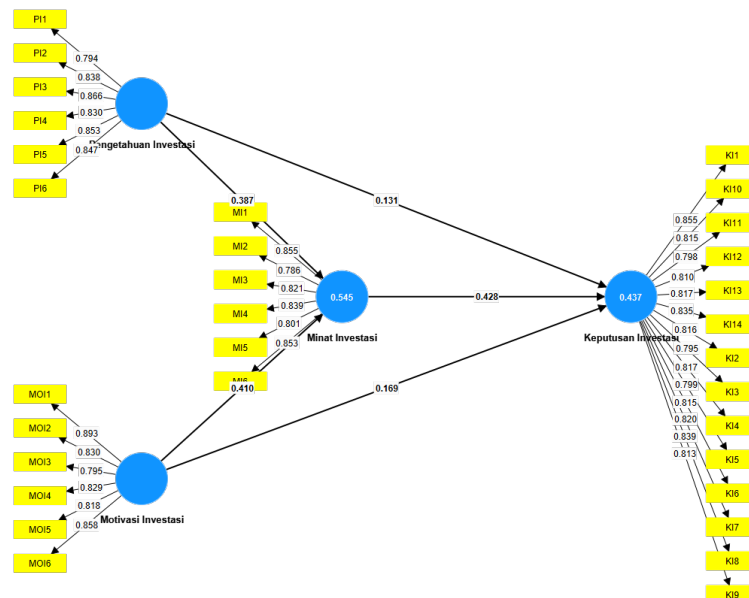 PI1
PI2
PI3
PI4
PI5
PI6
0.794
0.838
0.866
0.830
0.853
0.847
Pengetahuan Investasi
0.387
0.131
MI1
MI2
MI3
MI4
MI5
MI6
0.855
0.786
0.821
0.839
0.801
0.853
0.545
Minat Investasi
0.428
0.410
0.169
MOI1
MOI2
MOI3
MOI4
MOI5
MOI6
0.893
0.830
0.795
0.829
0.818
0.858
Motivasi Investasi
0.437
Keputusan Investasi
0.855
0.815
0.798
0.810
0.817
0.835
0.816
0.795
0.817
0.799
0.815
0.820
0.839
0.813
KI1
KI10
KI11
KI12
KI13
KI14
KI2
KI3
KI4
KI5
KI6
KI7
KI8
KI9